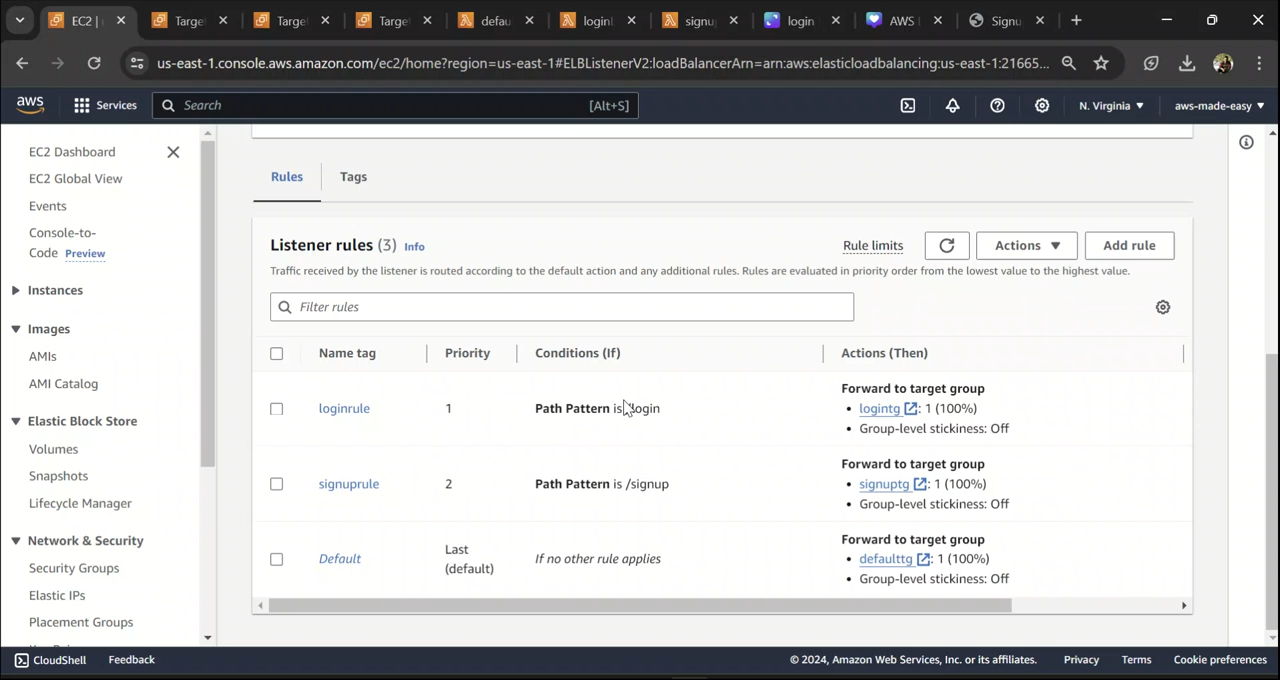 EC2 |
Target
Target
Target
defau
login
signup
login
AWS L
Signu
us-east-1.console.aws.amazon.com/ec2/home?region=us-east-1#ELBListenerV2:loadBalancerArn=arn:aws:elasticloadbalancing:us-east-1:21665...
aws
Services
Search
[Alt+S]
N. Virginia
aws-made-easy
EC2 Dashboard
EC2 Global View
Events
Console-to-
Code Preview
Instances
Images
AMIs
AMI Catalog
Elastic Block Store
Volumes
Snapshots
Lifecycle Manager
Network & Security
Security Groups
Elastic IPs
Placement Groups
Rules
Tags
Listener rules (3) Info
Rule limits
Actions
Add rule
Traffic received by the listener is routed according to the default action and any additional rules. Rules are evaluated in priority order from the lowest value to the highest value.
Filter rules
Name tag
Priority
Conditions (If)
Actions (Then)
loginrule
1
Path Pattern is /login
Forward to target group
• logintg : 1 (100%)
• Group-level stickiness: Off
signuprule
2
Path Pattern is /signup
Forward to target group
• signuptg : 1 (100%)
• Group-level stickiness: Off
Default
Last
(default)
If no other rule applies
Forward to target group
• defaulttg : 1 (100%)
• Group-level stickiness: Off
CloudShell
Feedback
© 2024, Amazon Web Services, Inc. or its affiliates.
Privacy
Terms
Cookie preferences